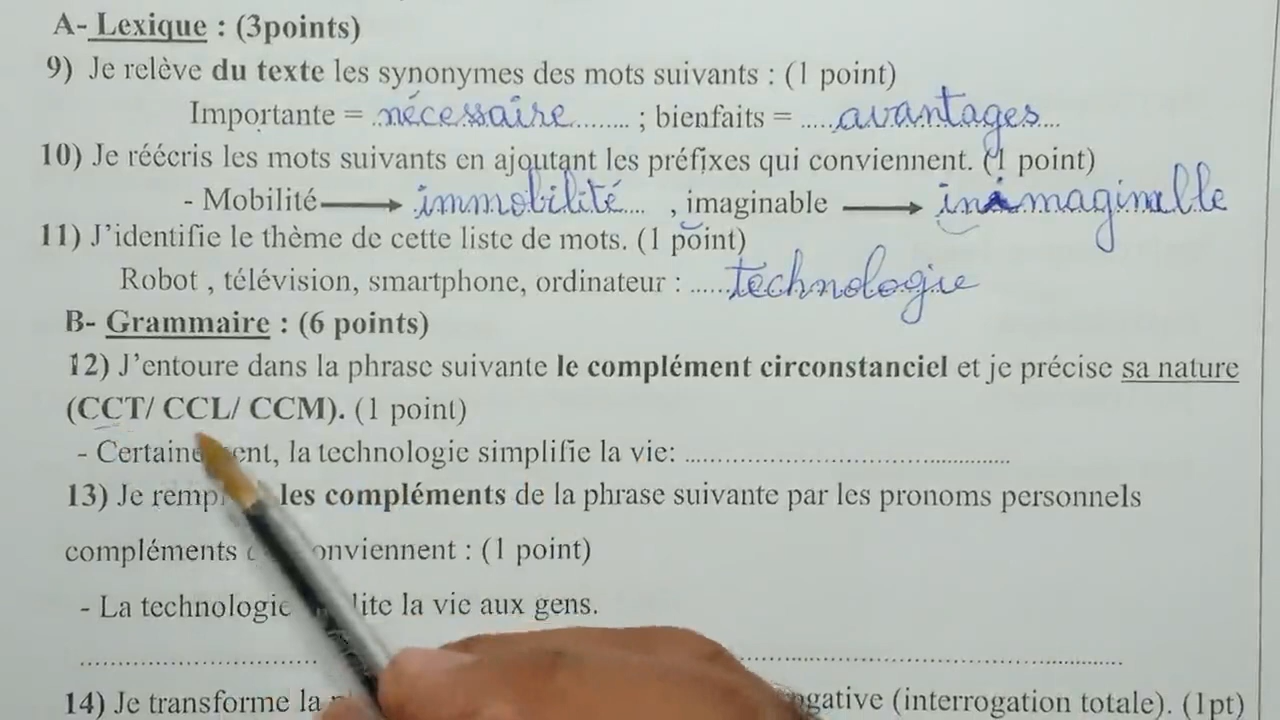 A- Lexique : (3points)
9) Je relève du texte les synonymes des mots suivants : (1 point)
Importante = nécessaire ........ ; bienfaits = ..... avantages ...
10) Je réécris les mots suivants en ajoutant les préfixes qui conviennent. (1 point)
- Mobilité → immobilité .... , imaginable → inimaginable
11) J'identifie le thème de cette liste de mots. (1 point)
Robot , télévision, smartphone, ordinateur : ...... technologie
B- Grammaire : (6 points)
12) J'entoure dans la phrase suivante le complément circonstanciel et je précise sa nature
(CCT/ CCL/ CCM). (1 point)
- la technologie simplifie la vie: ..................................................
13) Je les compléments de la phrase suivante par les pronoms personnels
compléments onviennent : (1 point)
- La technologie la vie aux gens.
14) Je transforme la (interrogation totale). (1pt)